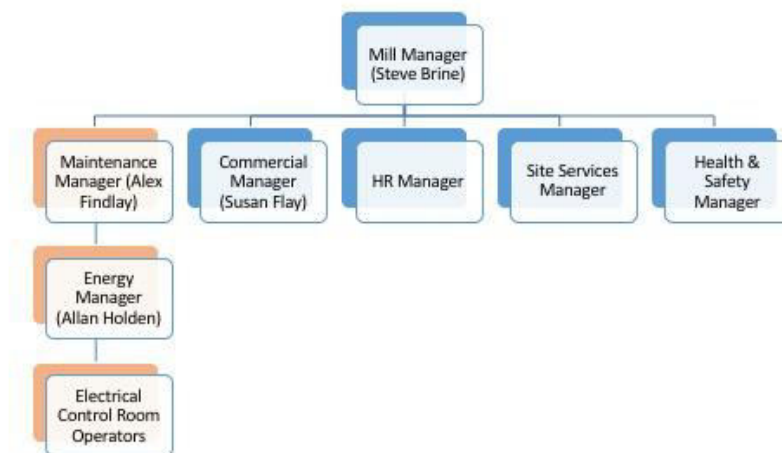 Mill Manager
(Steve Brine)
Maintenance
Manager (Alex
Findlay)
Commercial
Manager
(Susan Flay)
HR Manager
Site Services
Manager
Health &
Safety
Manager
Energy
Manager
(Allan Holden)
Electrical
Control Room
Operators